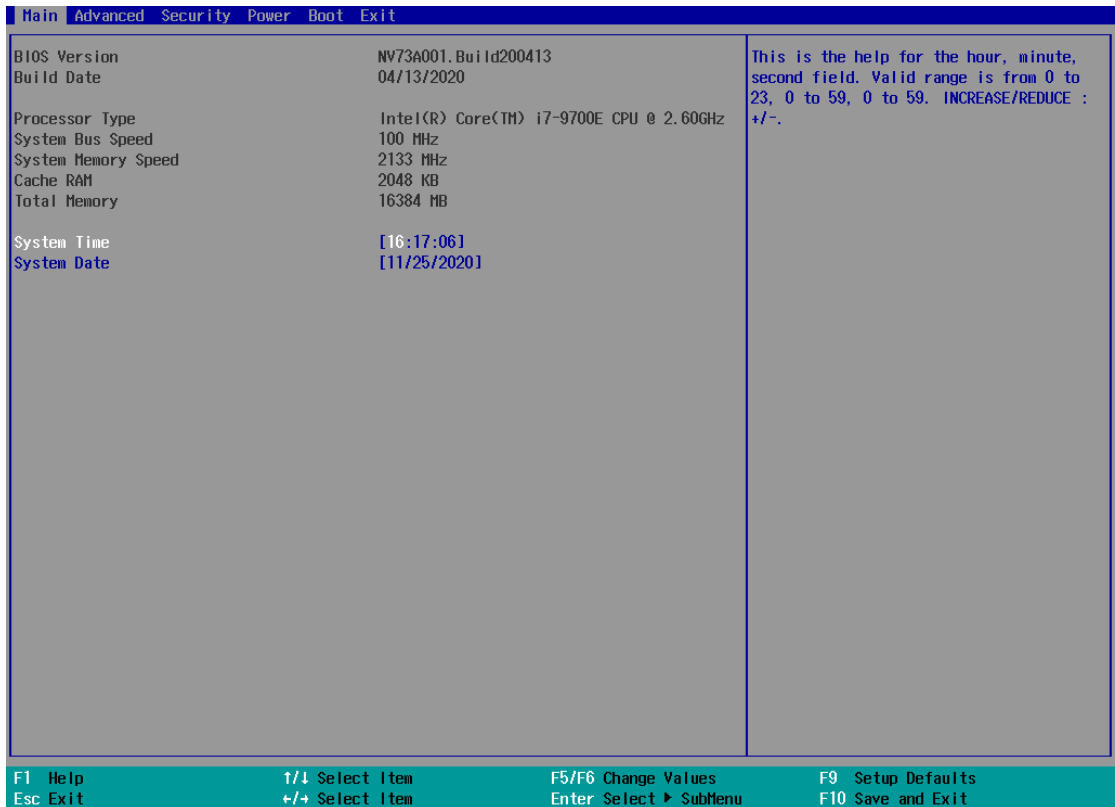 Main Advanced Security Power Boot Exit
BIOS Version NV73A001.Build200413
Build Date 04/13/2020
Processor Type Intel(R) Core(TM) i7-9700E CPU @ 2.60GHz
System Bus Speed 100 MHz
System Memory Speed 2133 MHz
Cache RAM 2048 KB
Total Memory 16384 MB
System Time [16:17:06]
System Date [11/25/2020]
This is the help for the hour, minute,
second field. Valid range is from 0 to
23, 0 to 59, 0 to 59. INCREASE/REDUCE :
+/-.
F1 Help ↑/↓ Select Item F5/F6 Change Values F9 Setup Defaults
Esc Exit ←/→ Select Item Enter Select ▶ SubMenu F10 Save and Exit